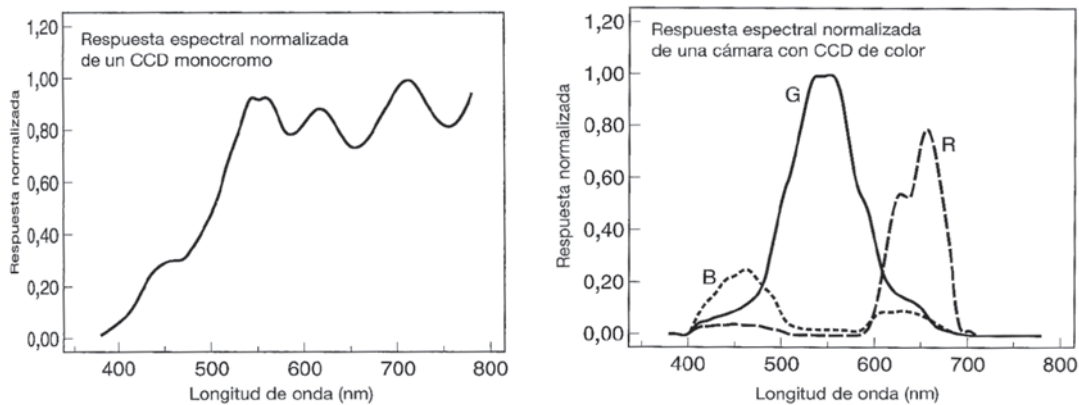 Respuesta espectral normalizada
de un CCD monocromo
Respuesta normalizada
1,20
1,00
0,80
0,60
0,40
0,20
0,00
400 500 600 700 800
Longitud de onda (nm)
Respuesta espectral normalizada
de una cámara con CCD de color
Respuesta normalizada
1,20
1,00
0,80
0,60
0,40
0,20
0,00
G
R
B
400 500 600 700 800
Longitud de onda (nm)